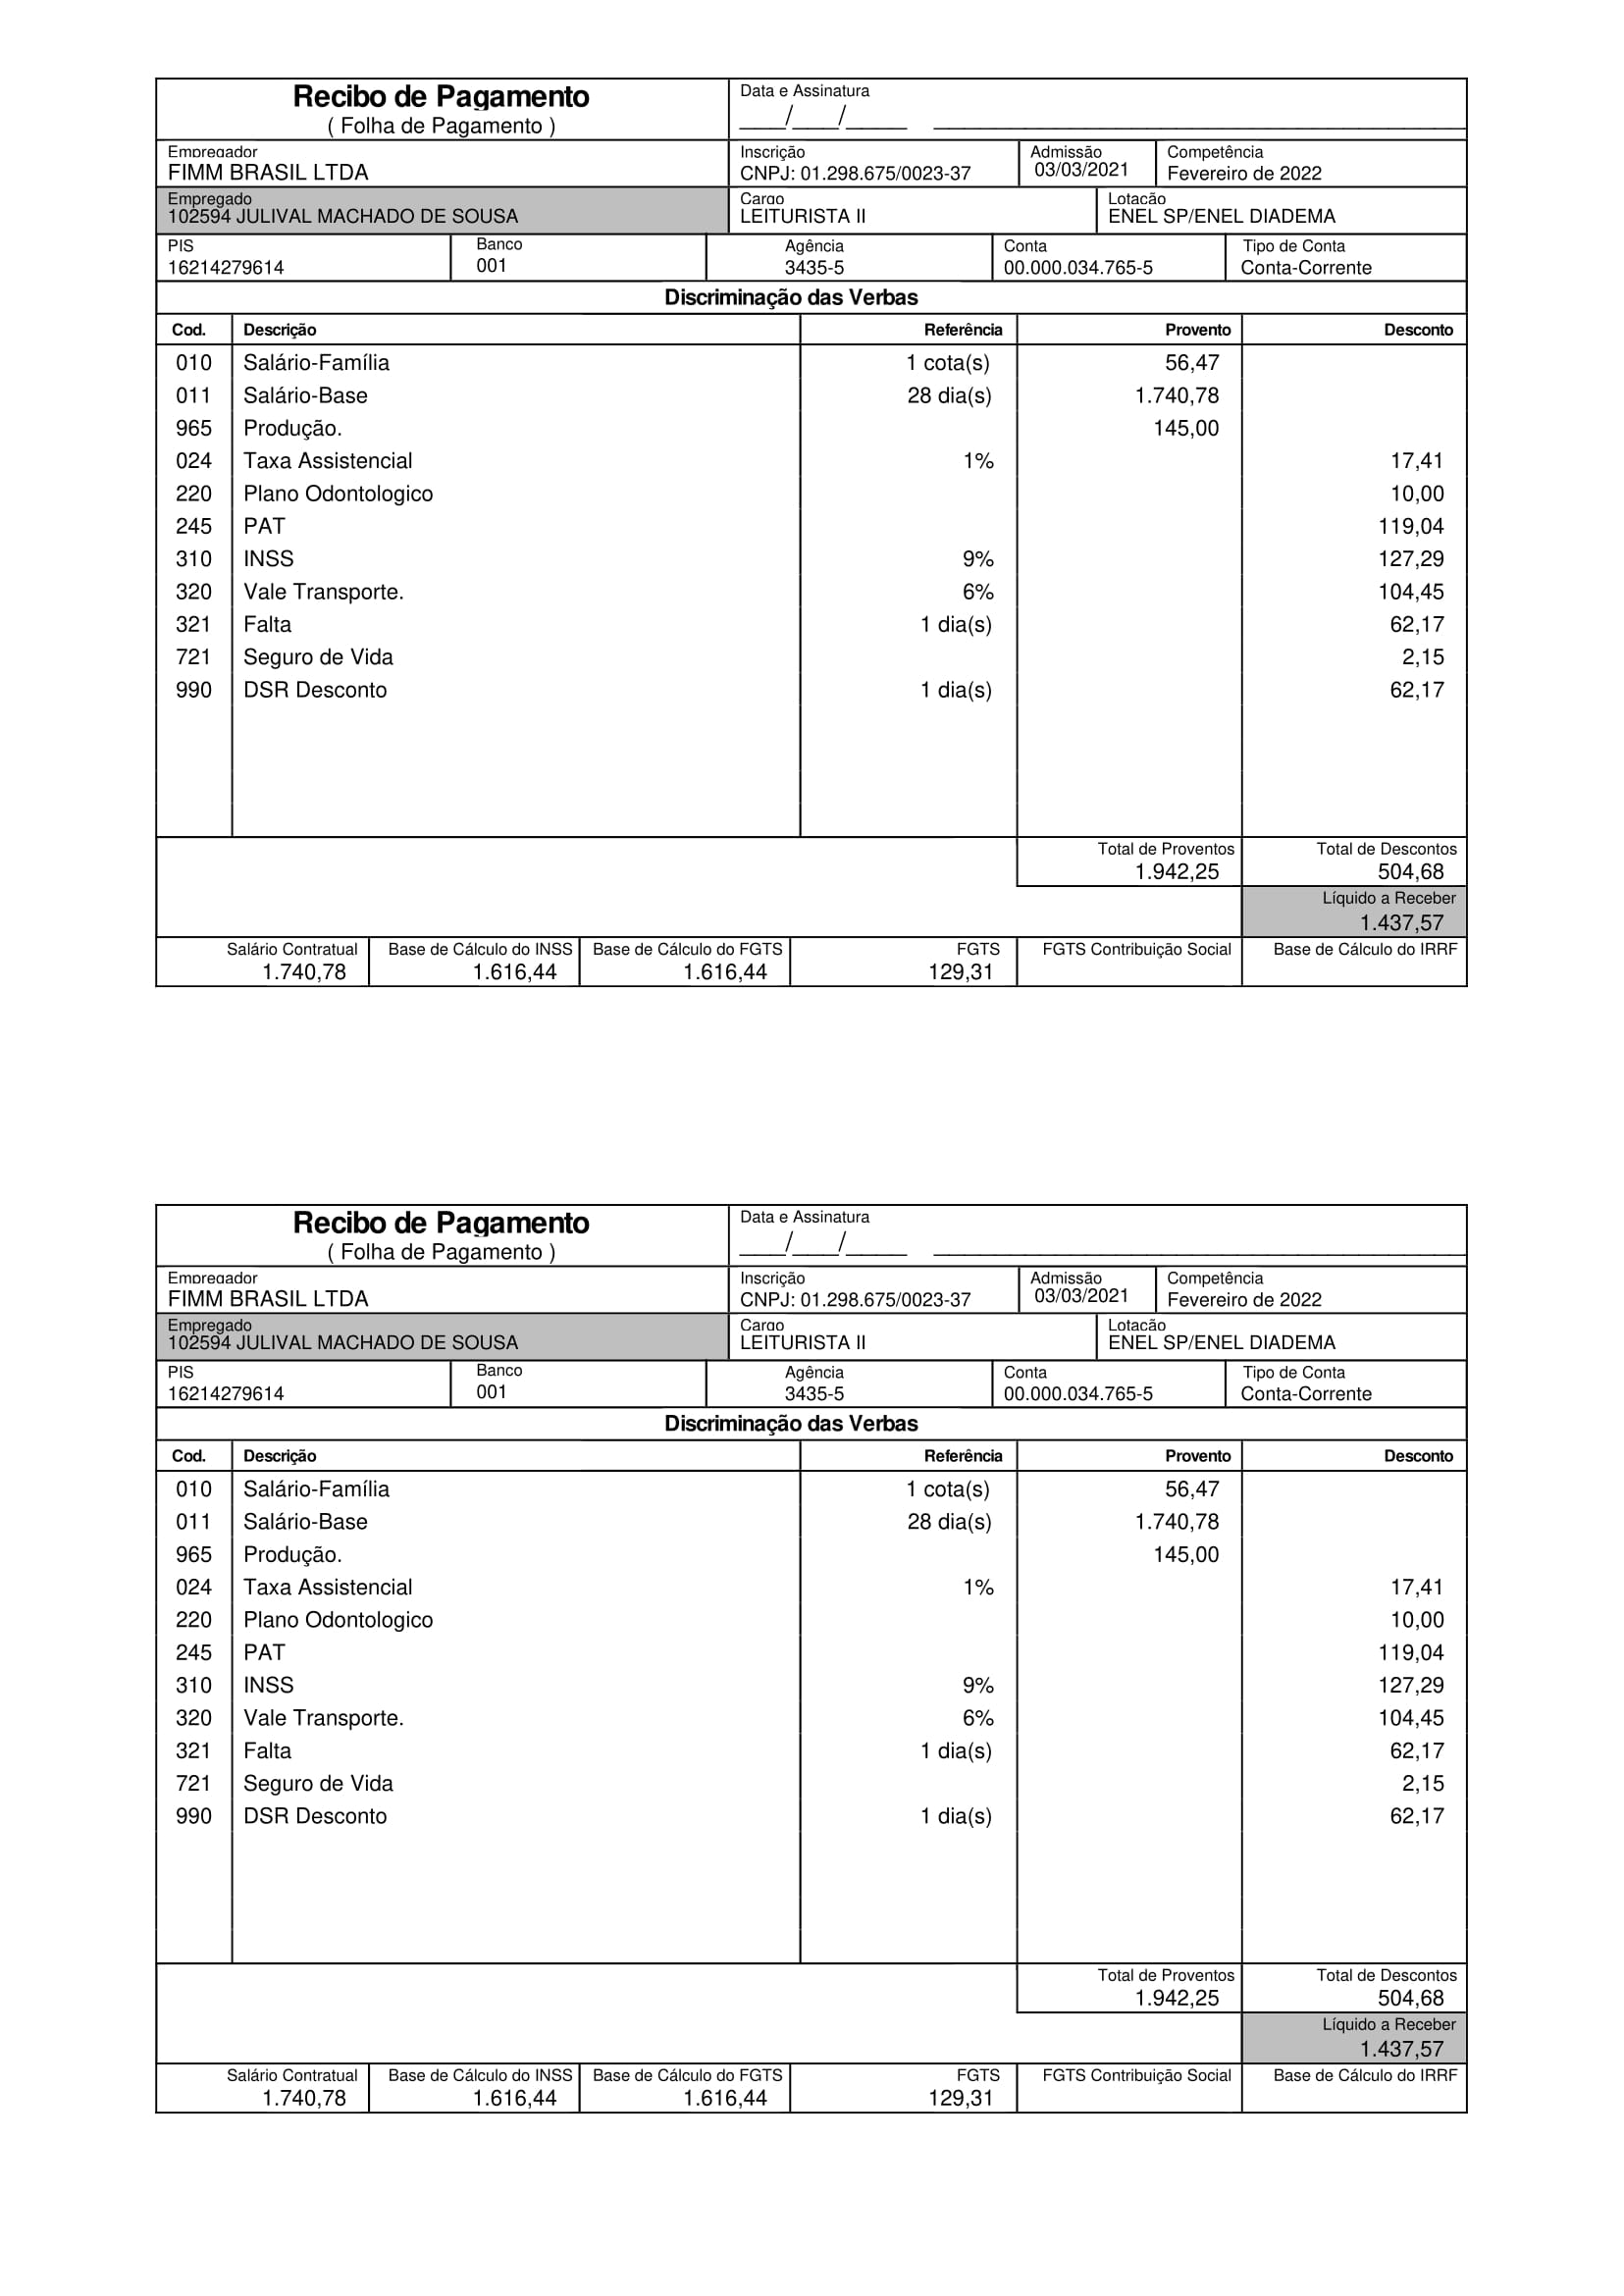 Recibo de Pagamento
( Folha de Pagamento )
Data e Assinatura
___/___/____ ___________________________________
Empregador
FIMM BRASIL LTDA
Inscrição
CNPJ: 01.298.675/0023-37
Admissão
03/03/2021
Competência
Fevereiro de 2022
Empregado
102594 JULIVAL MACHADO DE SOUSA
Cargo
LEITURISTA II
Lotação
ENEL SP/ENEL DIADEMA
PIS
16214279614
Banco
001
Agência
3435-5
Conta
00.000.034.765-5
Tipo de Conta
Conta-Corrente
Discriminação das Verbas
Cod. Descrição Referência Provento Desconto
010 Salário-Família 1 cota(s) 56,47
011 Salário-Base 28 dia(s) 1.740,78
965 Produção. 145,00
024 Taxa Assistencial 1% 17,41
220 Plano Odontologico 10,00
245 PAT 119,04
310 INSS 9% 127,29
320 Vale Transporte. 6% 104,45
321 Falta 1 dia(s) 62,17
721 Seguro de Vida 2,15
990 DSR Desconto 1 dia(s) 62,17
Total de Proventos Total de Descontos
1.942,25 504,68
Líquido a Receber
1.437,57
Salário Contratual Base de Cálculo do INSS Base de Cálculo do FGTS FGTS FGTS Contribuição Social Base de Cálculo do IRRF
1.740,78 1.616,44 1.616,44 129,31
Recibo de Pagamento
( Folha de Pagamento )
Data e Assinatura
___/___/____ ___________________________________
Empregador
FIMM BRASIL LTDA
Inscrição
CNPJ: 01.298.675/0023-37
Admissão
03/03/2021
Competência
Fevereiro de 2022
Empregado
102594 JULIVAL MACHADO DE SOUSA
Cargo
LEITURISTA II
Lotação
ENEL SP/ENEL DIADEMA
PIS
16214279614
Banco
001
Agência
3435-5
Conta
00.000.034.765-5
Tipo de Conta
Conta-Corrente
Discriminação das Verbas
Cod. Descrição Referência Provento Desconto
010 Salário-Família 1 cota(s) 56,47
011 Salário-Base 28 dia(s) 1.740,78
965 Produção. 145,00
024 Taxa Assistencial 1% 17,41
220 Plano Odontologico 10,00
245 PAT 119,04
310 INSS 9% 127,29
320 Vale Transporte. 6% 104,45
321 Falta 1 dia(s) 62,17
721 Seguro de Vida 2,15
990 DSR Desconto 1 dia(s) 62,17
Total de Proventos Total de Descontos
1.942,25 504,68
Líquido a Receber
1.437,57
Salário Contratual Base de Cálculo do INSS Base de Cálculo do FGTS FGTS FGTS Contribuição Social Base de Cálculo do IRRF
1.740,78 1.616,44 1.616,44 129,31